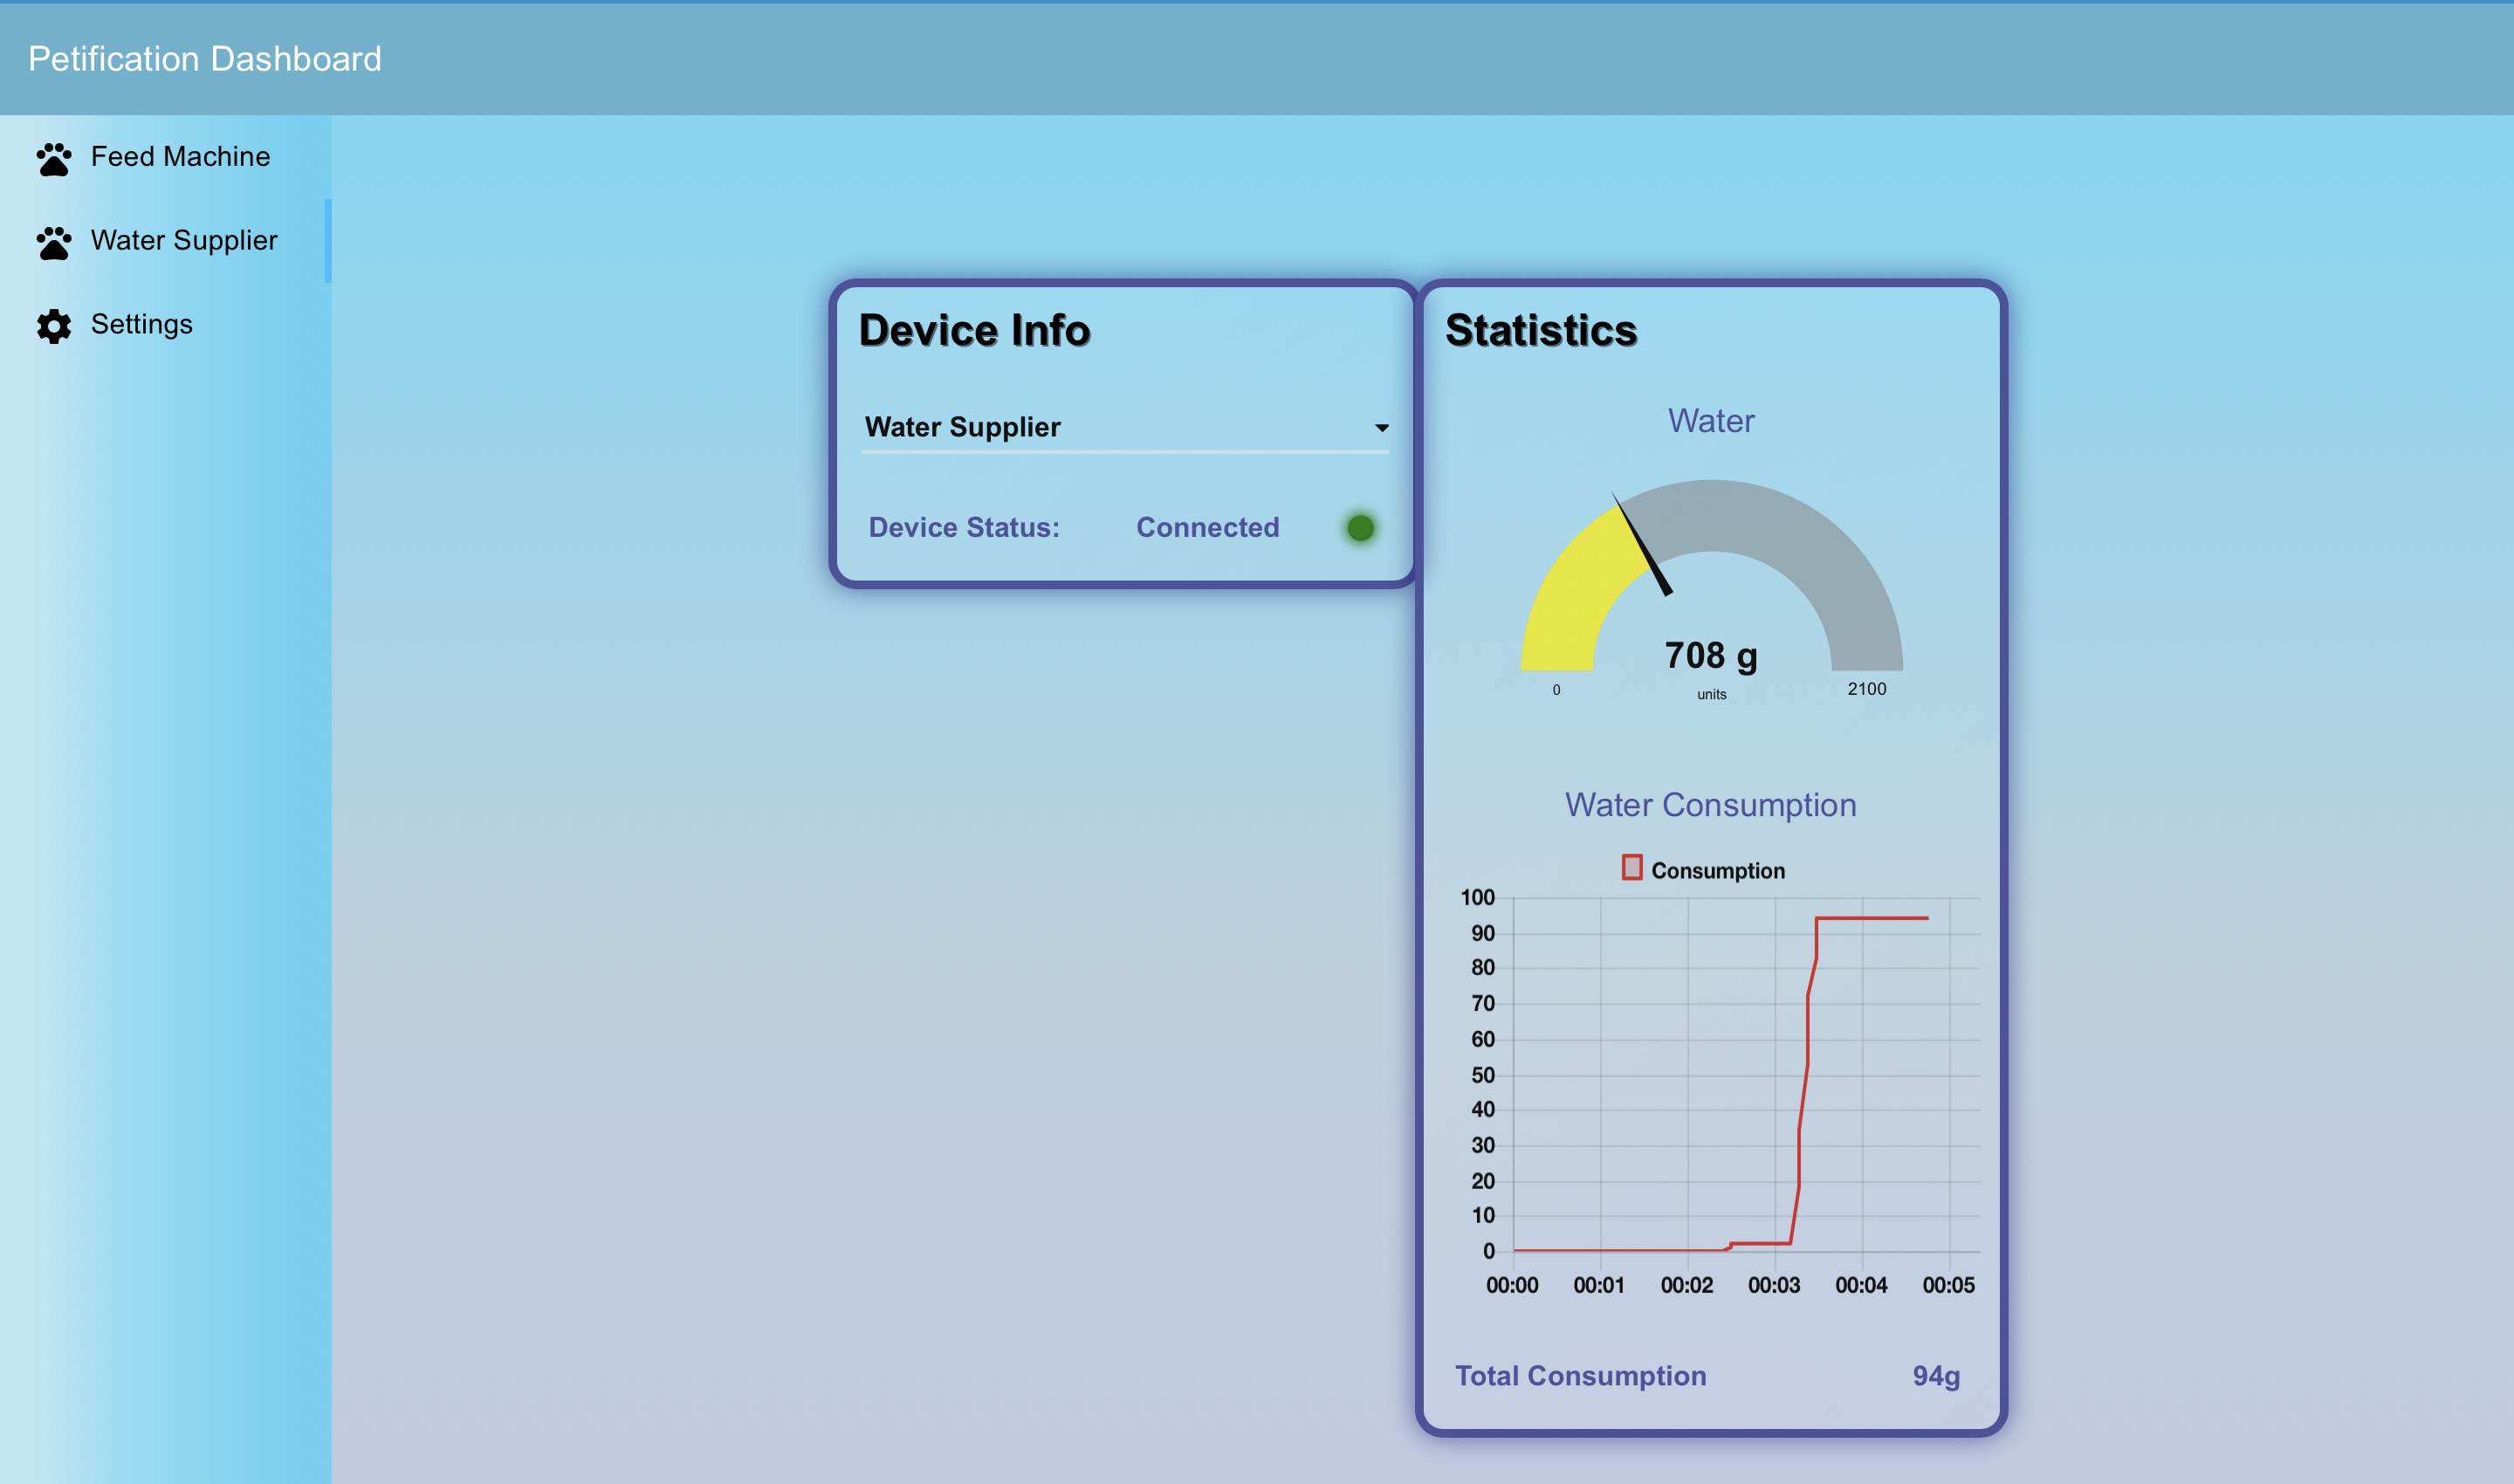 Petification Dashboard
Feed Machine
Water Supplier
Settings
Device Info
Water Supplier
Device Status: Connected
Statistics
Water
708 g
0 units 2100
Water Consumption
Consumption
100
90
80
70
60
50
40
30
20
10
0
00:00 00:01 00:02 00:03 00:04 00:05
Total Consumption 94g